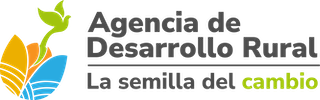 Agencia de
Desarrollo Rural
La semilla del cambio